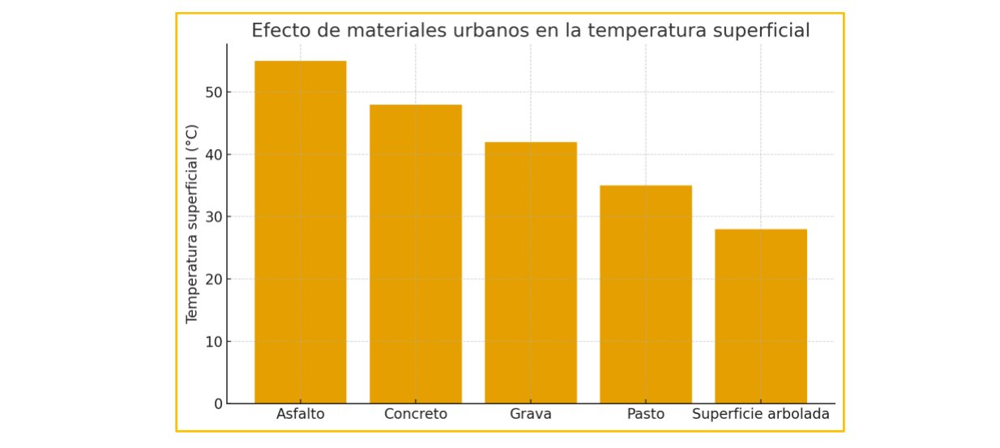 Efecto de materiales urbanos en la temperatura superficial
Temperatura superficial (°C)
50
40
30
20
10
0
Asfalto Concreto Grava Pasto Superficie arbolada